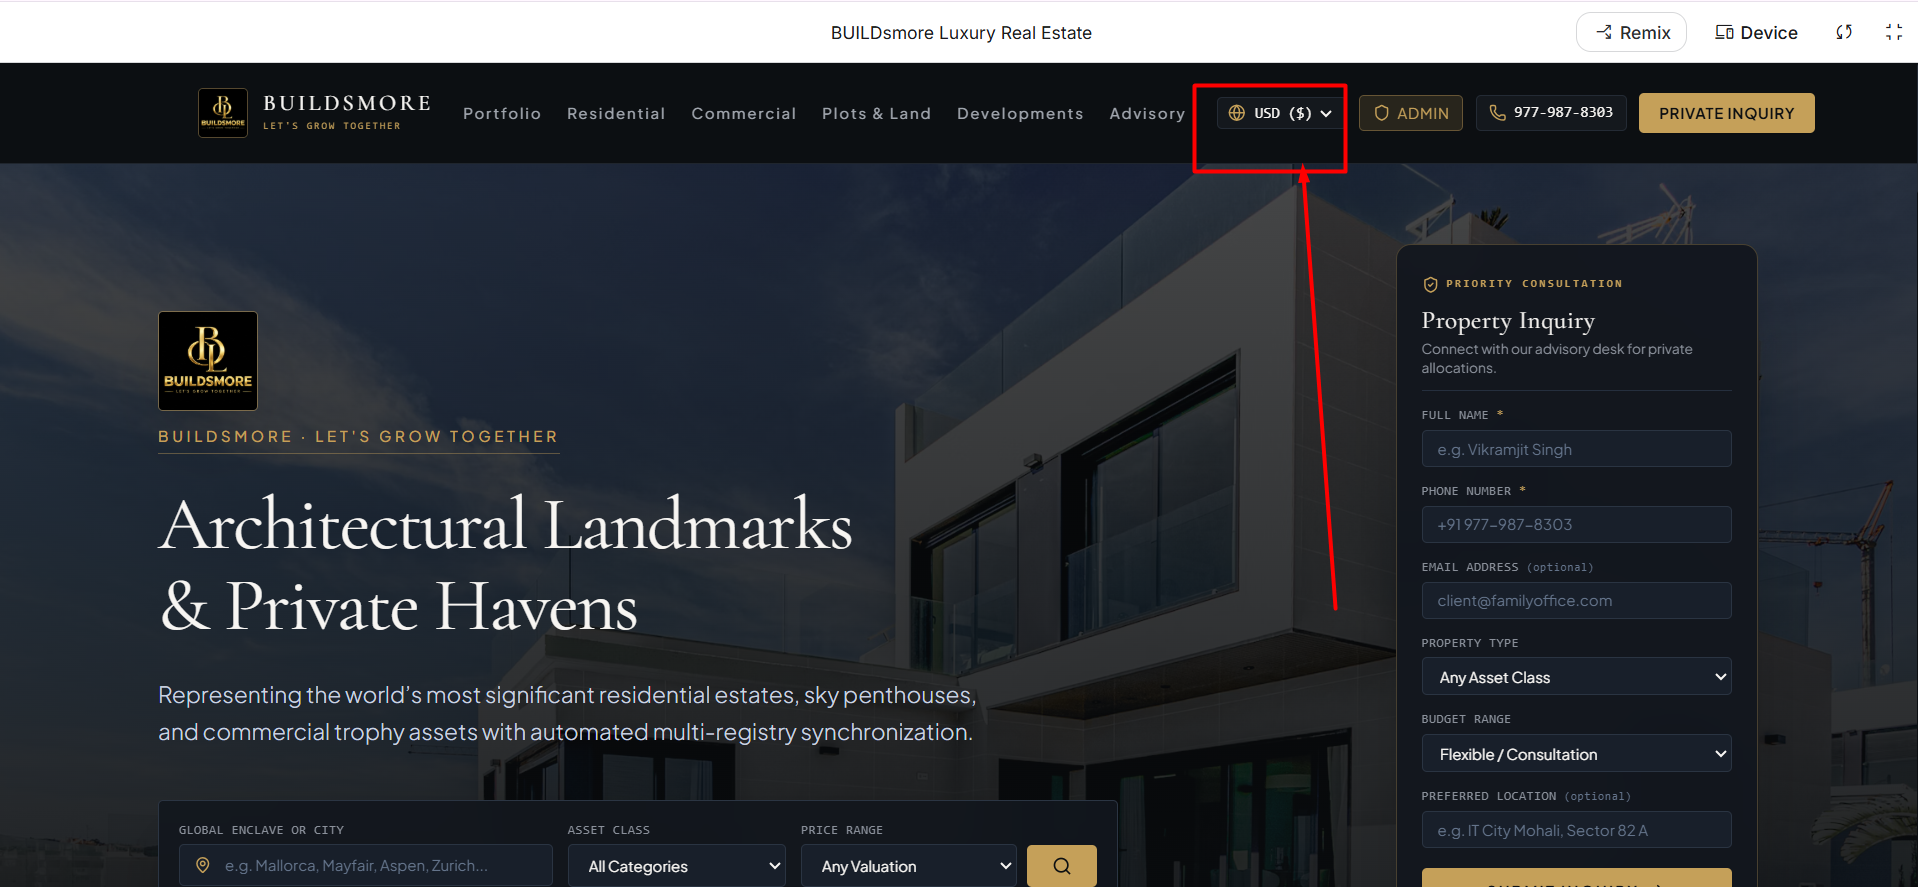 BUILDsmore Luxury Real Estate
Remix
Device
BUILDSMORE
BUILDSMORE
LET'S GROW TOGETHER
Portfolio
Residential
Commercial
Plots & Land
Developments
Advisory
USD ($)
ADMIN
977-987-8303
PRIVATE INQUIRY
BUILDSMORE
LET'S GROW TOGETHER
BUILDSMORE · LET'S GROW TOGETHER
Architectural Landmarks
& Private Havens
Representing the world's most significant residential estates, sky penthouses,
and commercial trophy assets with automated multi-registry synchronization.
GLOBAL ENCLAVE OR CITY
e.g. Mallorca, Mayfair, Aspen, Zurich...
ASSET CLASS
All Categories
PRICE RANGE
Any Valuation
PRIORITY CONSULTATION
Property Inquiry
Connect with our advisory desk for private
allocations.
FULL NAME *
e.g. Vikramjit Singh
PHONE NUMBER *
+91 977-987-8303
EMAIL ADDRESS (optional)
client@familyoffice.com
PROPERTY TYPE
Any Asset Class
BUDGET RANGE
Flexible / Consultation
PREFERRED LOCATION (optional)
e.g. IT City Mohali, Sector 82 A